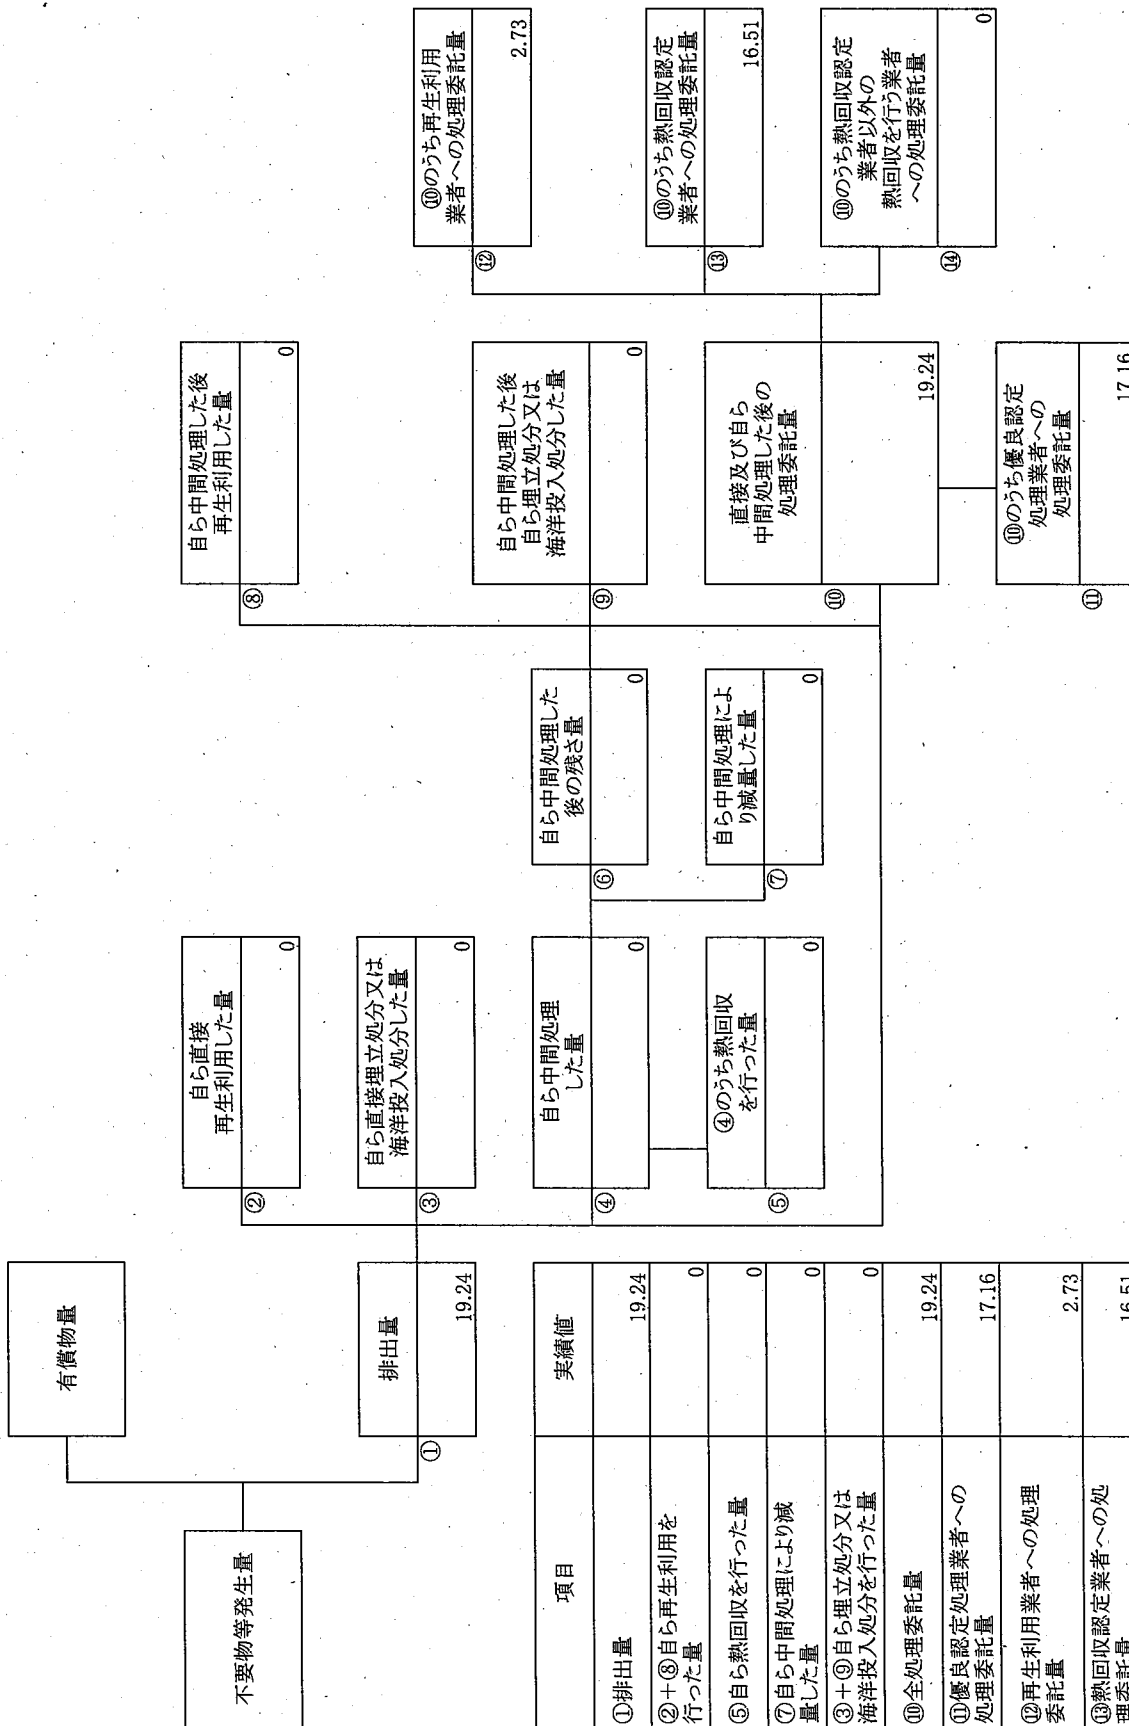 不要物等発生量
有償物量
排出量
①
19.24
自ら直接
再生利用した量
②
0
自ら直接埋立処分又は
海洋投入処分した量
③
0
自ら中間処理
した量
④
0
④のうち熱回収
を行った量
⑤
0
自ら中間処理した
後の残さ量
⑥
0
自ら中間処理によ
り減量した量
⑦
0
自ら中間処理した後
再生利用した量
⑧
0
自ら中間処理した後
自ら埋立処分又は
海洋投入処分した量
⑨
0
直接及び自ら
中間処理した後の
処理委託量
⑩
19.24
⑩のうち優良認定
処理業者への
処理委託量
⑪
17.16
⑩のうち再生利用
業者への処理委託量
⑫
2.73
⑩のうち熱回収認定
業者への処理委託量
⑬
16.51
⑩のうち熱回収認定
業者以外の
熱回収を行う業者
への処理委託量
⑭
0
項目 実績値
①排出量 19.24
②+⑧自ら再生利用を
行った量 0
⑤自ら熱回収を行った量 0
⑦自ら中間処理により減
量した量 0
③+⑨自ら埋立処分又は
海洋投入処分を行った量 0
⑩全処理委託量 19.24
⑪優良認定処理業者への
処理委託量 17.16
⑫再生利用業者への処理
委託量 2.73
⑬熱回収認定業者への処
理委託量 16.51